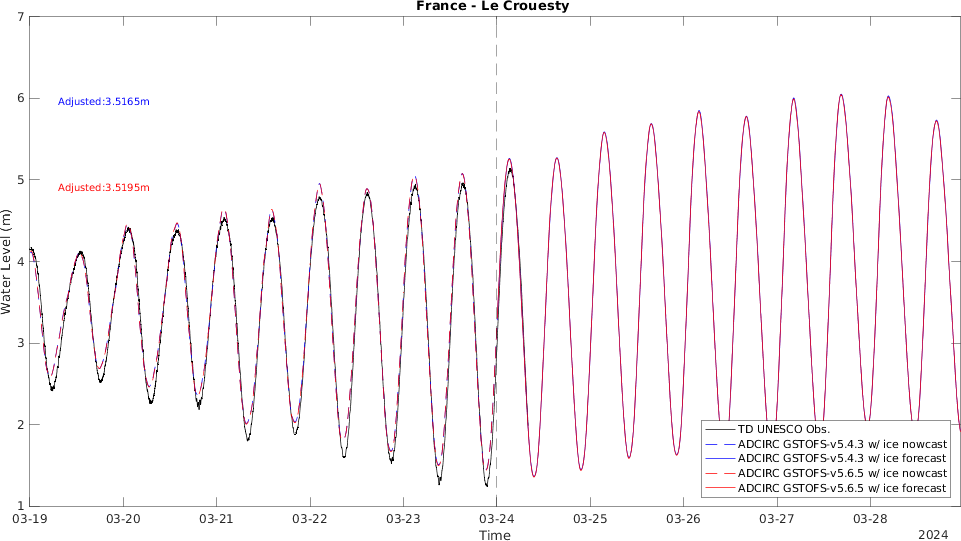 France - Le Crouesty
7
6
5
4
3
2
1
Water Level (m)
Adjusted:3.5165m
Adjusted:3.5195m
TD UNESCO Obs.
ADCIRC GSTOFS-v5.4.3 w/ ice nowcast
ADCIRC GSTOFS-v5.4.3 w/ ice forecast
ADCIRC GSTOFS-v5.6.5 w/ ice nowcast
ADCIRC GSTOFS-v5.6.5 w/ ice forecast
03-19 03-20 03-21 03-22 03-23 03-24 03-25 03-26 03-27 03-28
Time
2024